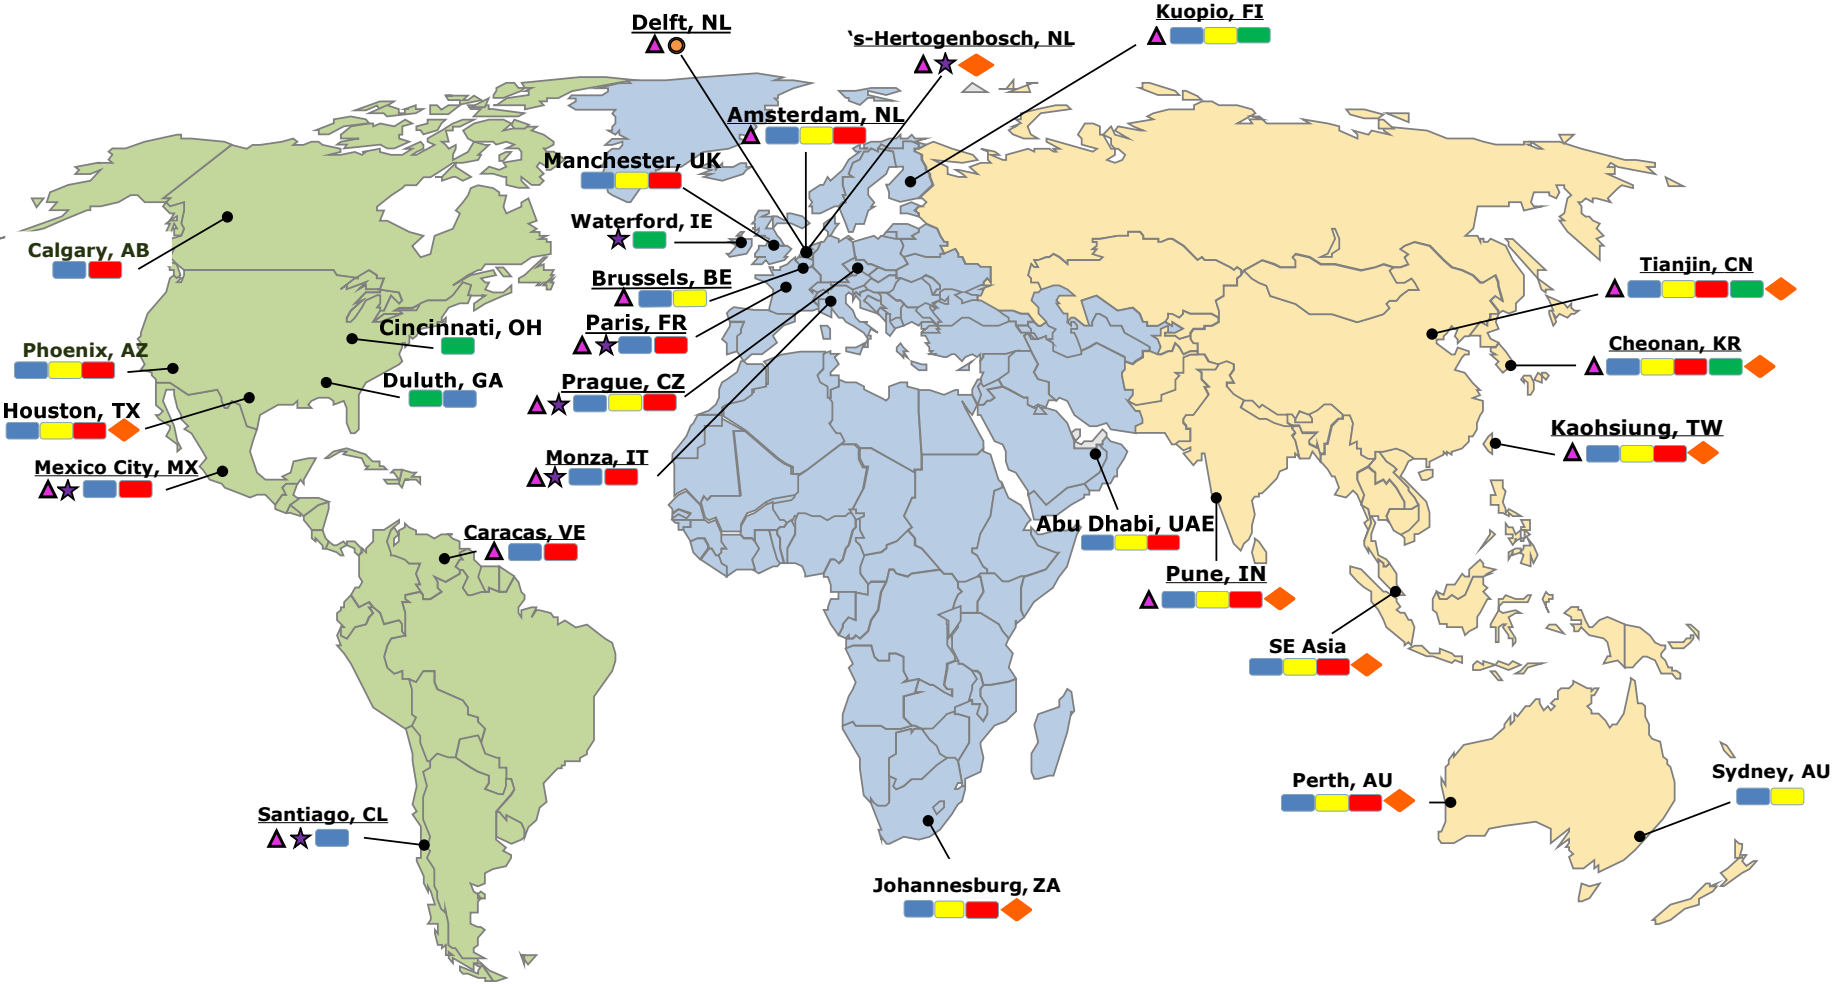 Kuopio, FI
Delft, NL
‘s-Hertogenbosch, NL
Amsterdam, NL
Manchester, UK
Waterford, IE
Calgary, AB
Tianjin, CN
Brussels, BE
Paris, FR
Cincinnati, OH
Cheonan, KR
Phoenix, AZ
Duluth, GA
Prague, CZ
Houston, TX
Kaohsiung, TW
Monza, IT
Mexico City, MX
Abu Dhabi, UAE
Caracas, VE
Pune, IN
SE Asia
Sydney, AU
Perth, AU
Santiago, CL
Johannesburg, ZA